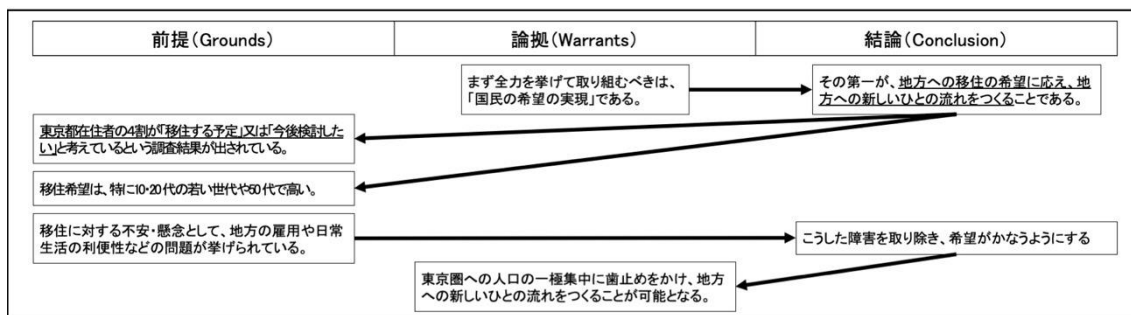 前提(Grounds)
論拠(Warrants)
結論(Conclusion)
まず全力を挙げて取り組むべきは、
「国民の希望の実現」である。
その第一が、地方への移住の希望に応え、地
方への新しいひとの流れをつくることである。
東京都在住者の4割が「移住する予定」又は「今後検討した
い」と考えているという調査結果が出されている。
移住希望は、特に10・20代の若い世代や50代で高い。
移住に対する不安・懸念として、地方の雇用や日常
生活の利便性などの問題が挙げられている。
こうした障害を取り除き、希望がかなうようにする
東京圏への人口の一極集中に歯止めをかけ、地方
への新しいひとの流れをつくることが可能となる。